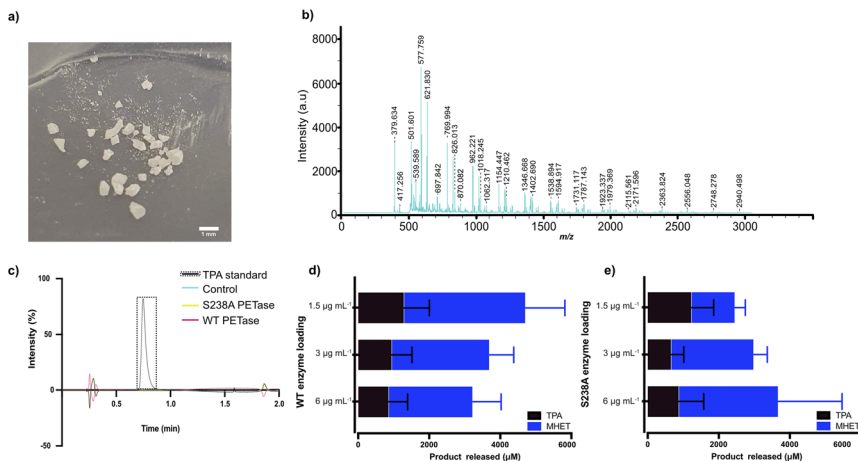 a)
1 mm
b)
Intensity (a.u)
8000
6000
4000
2000
0
379.634
417.256
501.601
539.589
577.759
621.830
697.842
769.994
826.013
870.082
962.221
1018.245
1062.317
1154.447
1210.462
1346.668
1402.690
1538.894
1594.917
1731.117
1787.143
1923.337
1979.369
2115.561
2171.596
2363.824
2556.048
2748.278
2940.498
0
500
1000
1500
2000
2500
3000
m/z
c)
Intensity (%)
100
50
0
-50
0.5
1.0
1.5
2.0
Time (min)
TPA standard
Control
S238A PETase
WT PETase
d)
WT enzyme loading
1.5 µg mL⁻¹
3 µg mL⁻¹
6 µg mL⁻¹
TPA
MHET
0
2000
4000
6000
Product released (µM)
e)
S238A enzyme loading
1.5 µg mL⁻¹
3 µg mL⁻¹
6 µg mL⁻¹
TPA
MHET
0
2000
4000
6000
Product released (µM)